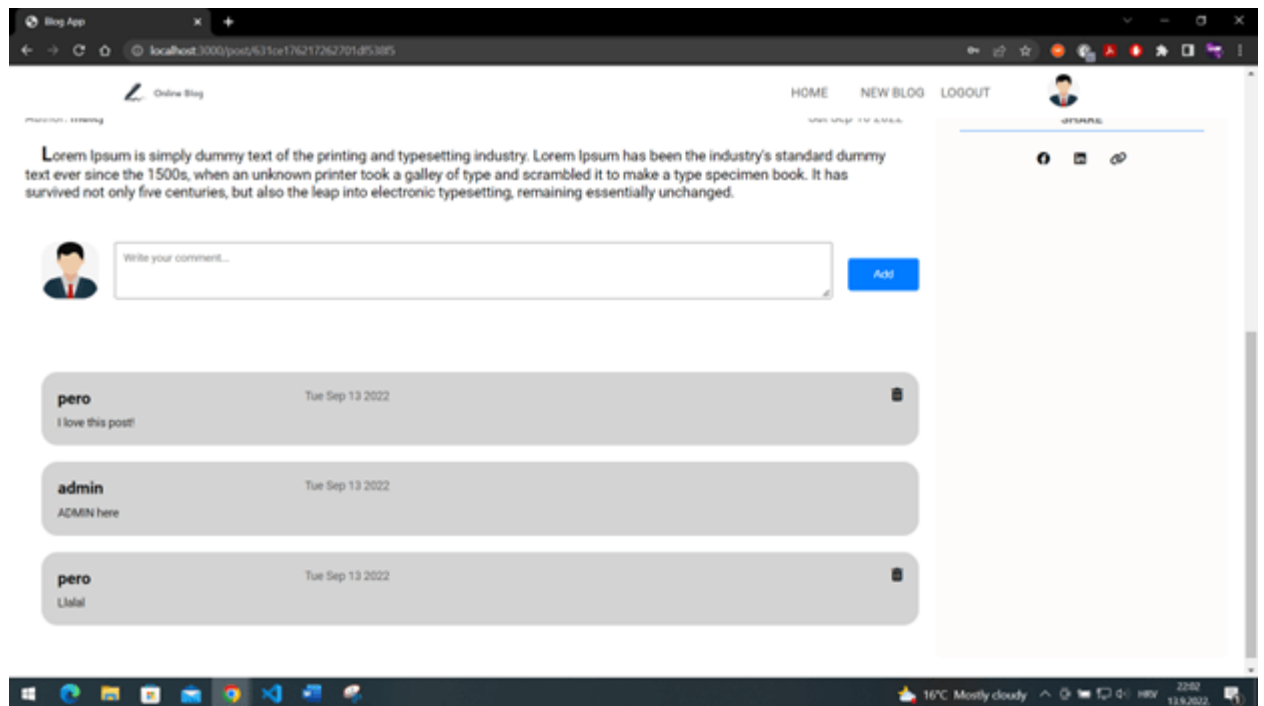 Blog App
localhost:3000/post/631ce176217262701df538f5
Online Blog
HOME NEW BLOG LOGOUT
Sat Sep 10 2022
SHARE
Lorem Ipsum is simply dummy text of the printing and typesetting industry. Lorem Ipsum has been the industry's standard dummy
text ever since the 1500s, when an unknown printer took a galley of type and scrambled it to make a type specimen book. It has
survived not only five centuries, but also the leap into electronic typesetting, remaining essentially unchanged.
Write your comment...
Add
pero Tue Sep 13 2022
I love this post!
admin Tue Sep 13 2022
ADMIN here
pero Tue Sep 13 2022
Llalal
16°C Mostly cloudy HRV 22:02
13.9.2022.